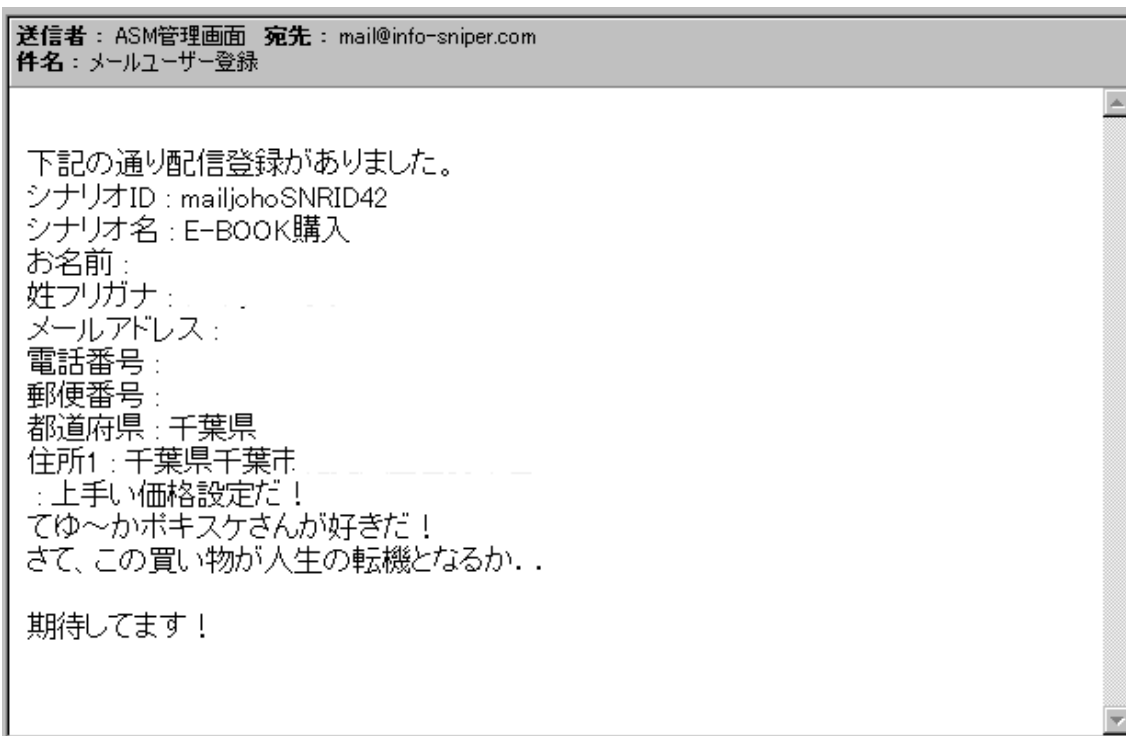 送信者： ASM管理画面 宛先： mail@info-sniper.com
件名：メールユーザー登録
下記の通り配信登録がありました。
シナリオID：mailjohoSNRID42
シナリオ名：E-BOOK購入
お名前：
姓フリガナ：
メールアドレス：
電話番号：
郵便番号：
都道府県：千葉県
住所1：千葉県千葉市
：上手い価格設定だ！
てゆ～かポキスケさんが好きだ！
さて、この買い物が人生の転機となるか．．
期待してます！